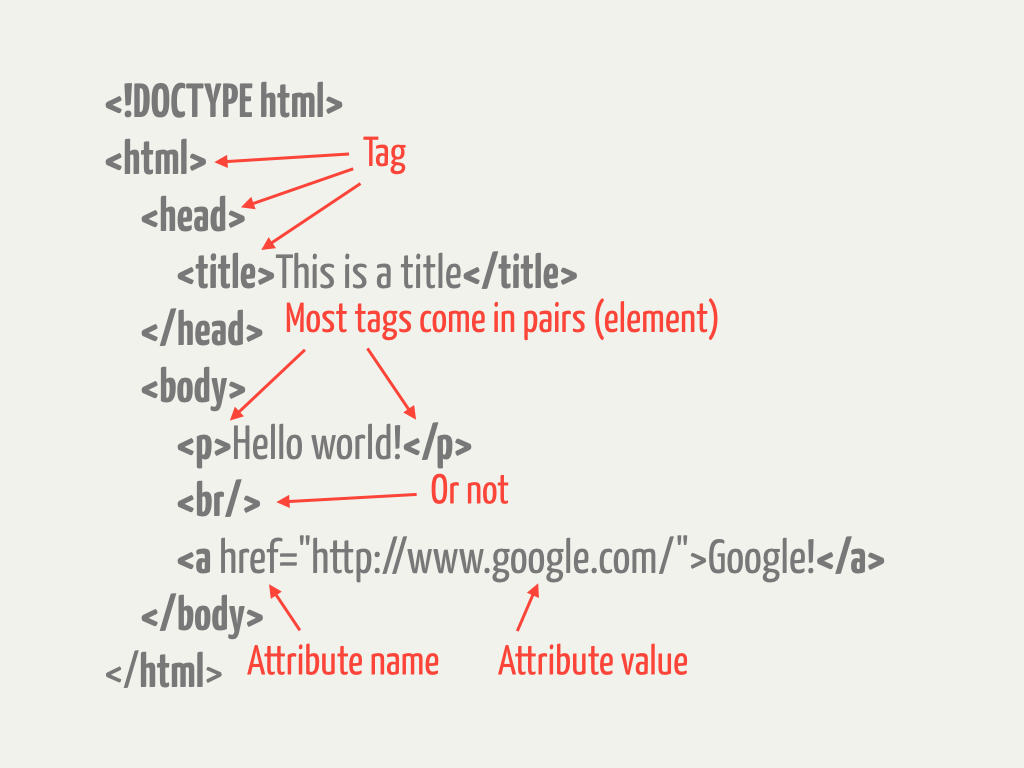 <!DOCTYPE html>
<html>
Tag
<head>
<title>This is a title</title>
</head>
Most tags come in pairs (element)
<body>
<p>Hello world!</p>
<br/>
Or not
<a href="http://www.google.com/">Google!</a>
</body>
</html>
Attribute name
Attribute value